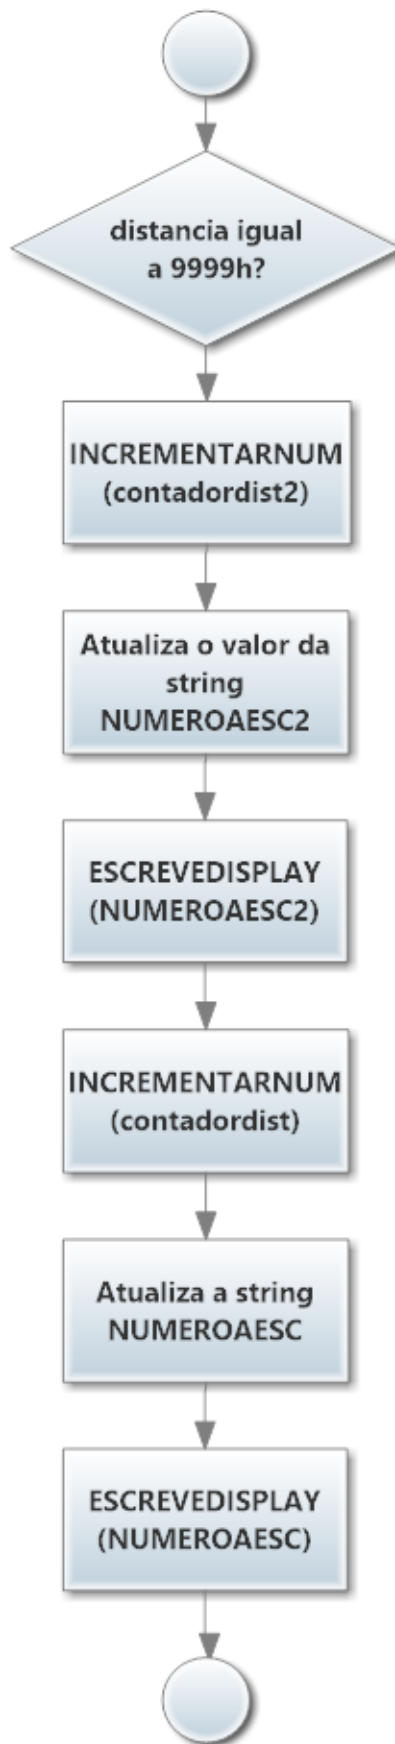 distancia igual
a 9999h?
INCREMENTARNUM
(contadordist2)
Atualiza o valor da
string
NUMEROAESC2
ESCREVEDISPLAY
(NUMEROAESC2)
INCREMENTARNUM
(contadordist)
Atualiza a string
NUMEROAESC
ESCREVEDISPLAY
(NUMEROAESC)